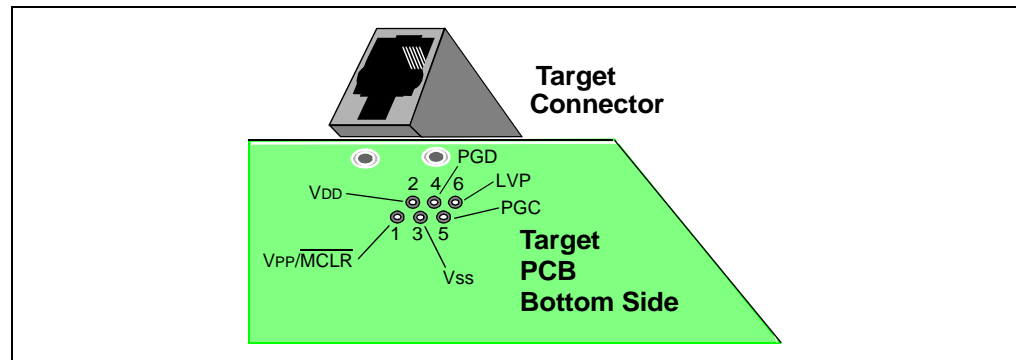 Target
Connector
PGD
2 4 6
LVP
VDD
PGC
1 3 5
VPP/MCLR
VSS
Target
PCB
Bottom Side